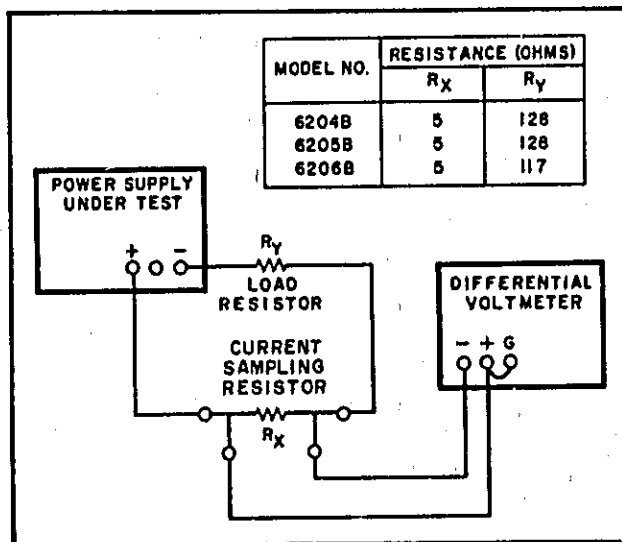 MODEL NO. RESISTANCE (OHMS)
RX RY
6204B 5 128
6205B 5 128
6206B 5 117
POWER SUPPLY
UNDER TEST
+ -
RY
LOAD
RESISTOR
DIFFERENTIAL
VOLTMETER
- + G
CURRENT
SAMPLING
RESISTOR
RX